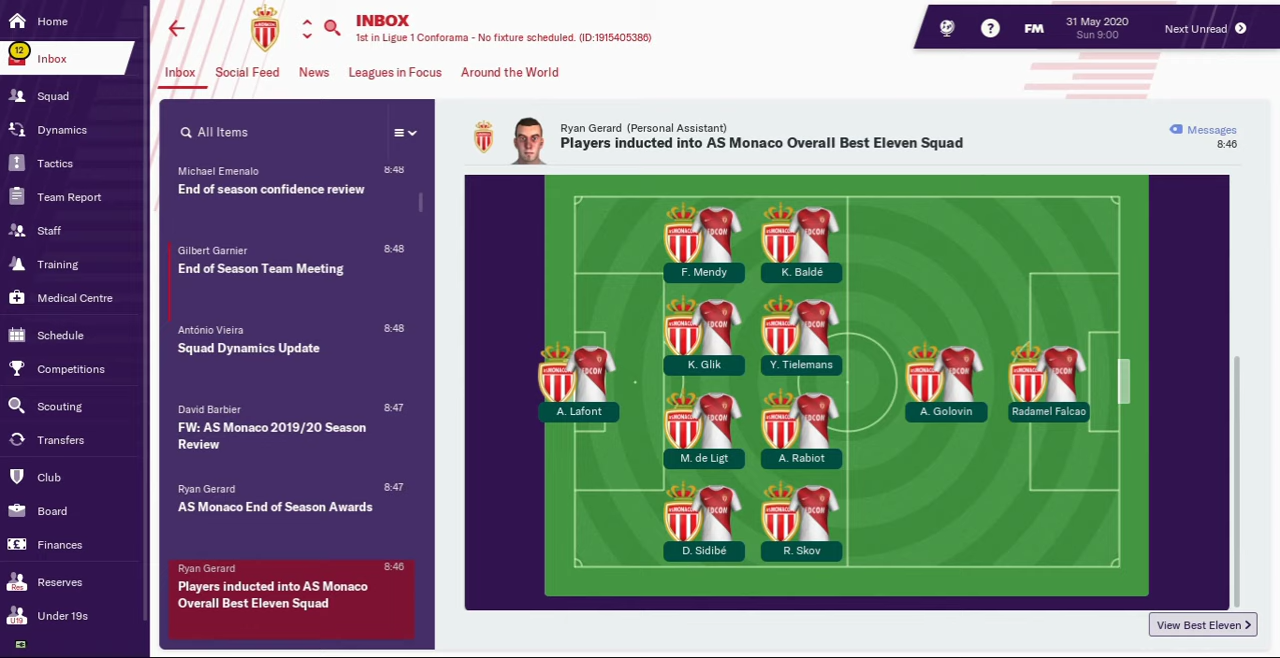 Home
12
Inbox
Squad
Dynamics
Tactics
Team Report
Staff
Training
Medical Centre
Schedule
Competitions
Scouting
Transfers
Club
Board
Finances
Res
Reserves
U19
Under 19s
INBOX
1st in Ligue 1 Conforama - No fixture scheduled. (ID:1915405386)
FM
31 May 2020
Sun 9:00
Next Unread
Inbox
Social Feed
News
Leagues in Focus
Around the World
All Items
Michael Emenalo 8:48
End of season confidence review
Gilbert Garnier 8:48
End of Season Team Meeting
António Vieira 8:48
Squad Dynamics Update
David Barbier 8:47
FW: AS Monaco 2019/20 Season
Review
Ryan Gerard 8:47
AS Monaco End of Season Awards
Ryan Gerard 8:46
Players inducted into AS Monaco
Overall Best Eleven Squad
Ryan Gerard (Personal Assistant)
Players inducted into AS Monaco Overall Best Eleven Squad
Messages
8:46
F. Mendy
K. Baldé
K. Glik
Y. Tielemans
A. Lafont
A. Golovin
Radamel Falcao
M. de Ligt
A. Rabiot
D. Sidibé
R. Skov
View Best Eleven